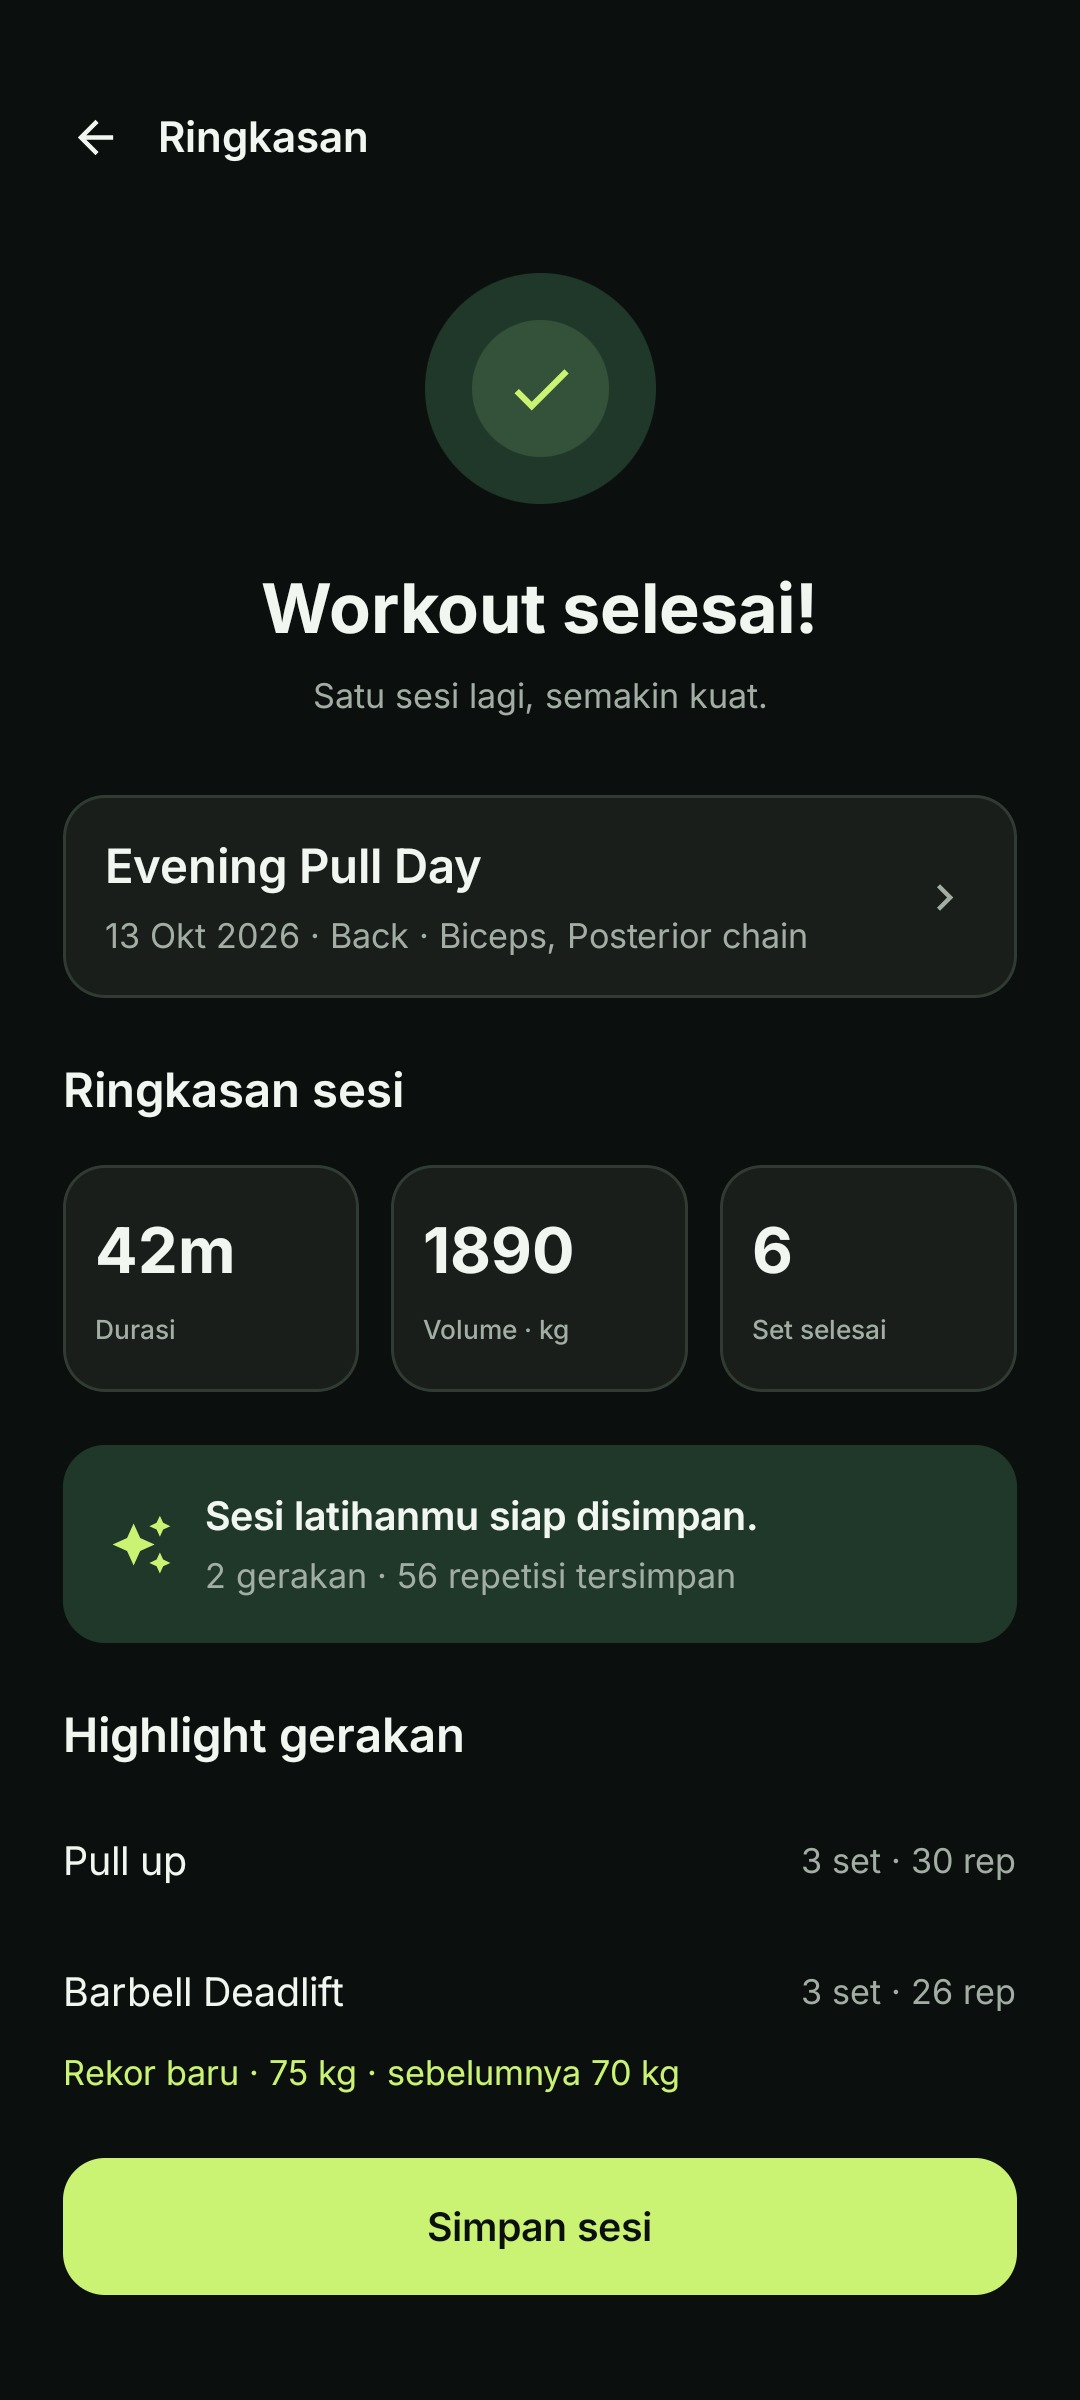 Ringkasan
Workout selesai!
Satu sesi lagi, semakin kuat.
Evening Pull Day
13 Okt 2026 · Back · Biceps, Posterior chain
Ringkasan sesi
42m
Durasi
1890
Volume · kg
6
Set selesai
Sesi latihanmu siap disimpan.
2 gerakan · 56 repetisi tersimpan
Highlight gerakan
Pull up
3 set · 30 rep
Barbell Deadlift
3 set · 26 rep
Rekor baru · 75 kg · sebelumnya 70 kg
Simpan sesi